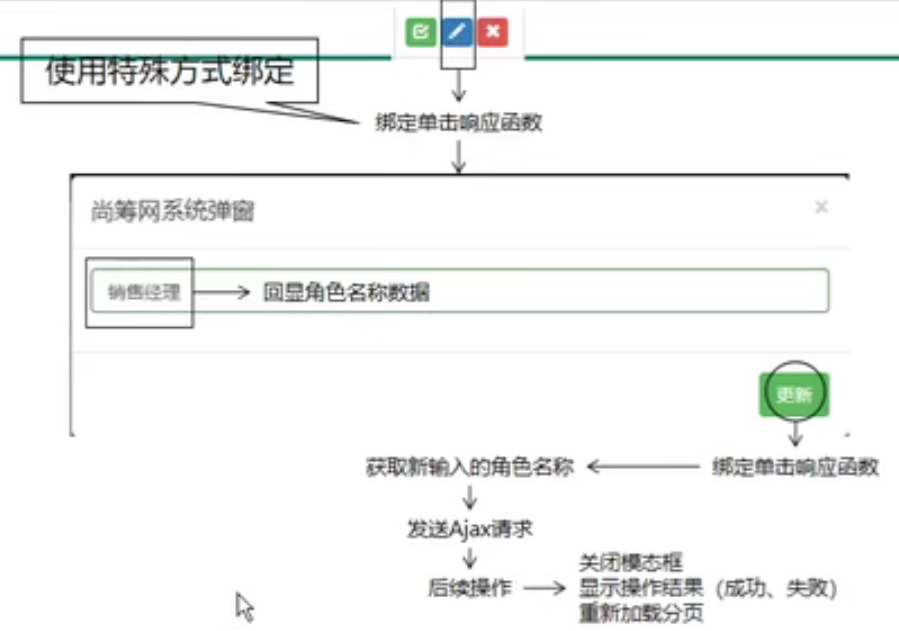 使用特殊方式绑定
绑定单击响应函数
尚筹网系统弹窗
×
销售经理
回显角色名称数据
更新
获取新输入的角色名称
绑定单击响应函数
发送Ajax请求
关闭模态框
后续操作
显示操作结果（成功、失败）
重新加载分页